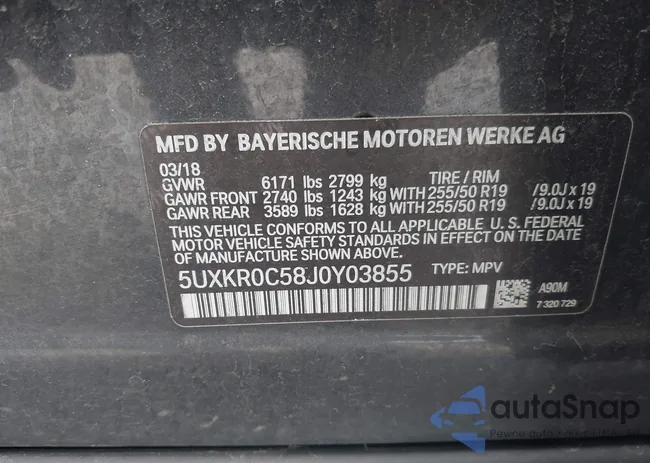 MFD BY BAYERISCHE MOTOREN WERKE AG
03/18 TIRE / RIM
GVWR 6171 lbs 2799 kg
GAWR FRONT 2740 lbs 1243 kg WITH 255/50 R19 /9.0J x 19
GAWR REAR 3589 lbs 1628 kg WITH 255/50 R19 /9.0J x 19
THIS VEHICLE CONFORMS TO ALL APPLICABLE U. S. FEDERAL
MOTOR VEHICLE SAFETY STANDARDS IN EFFECT ON THE DATE
OF MANUFACTURE SHOWN ABOVE.
5UXKR0C58J0Y03855 TYPE: MPV
A90M
7 320 729
autaSnap
Pewne auto